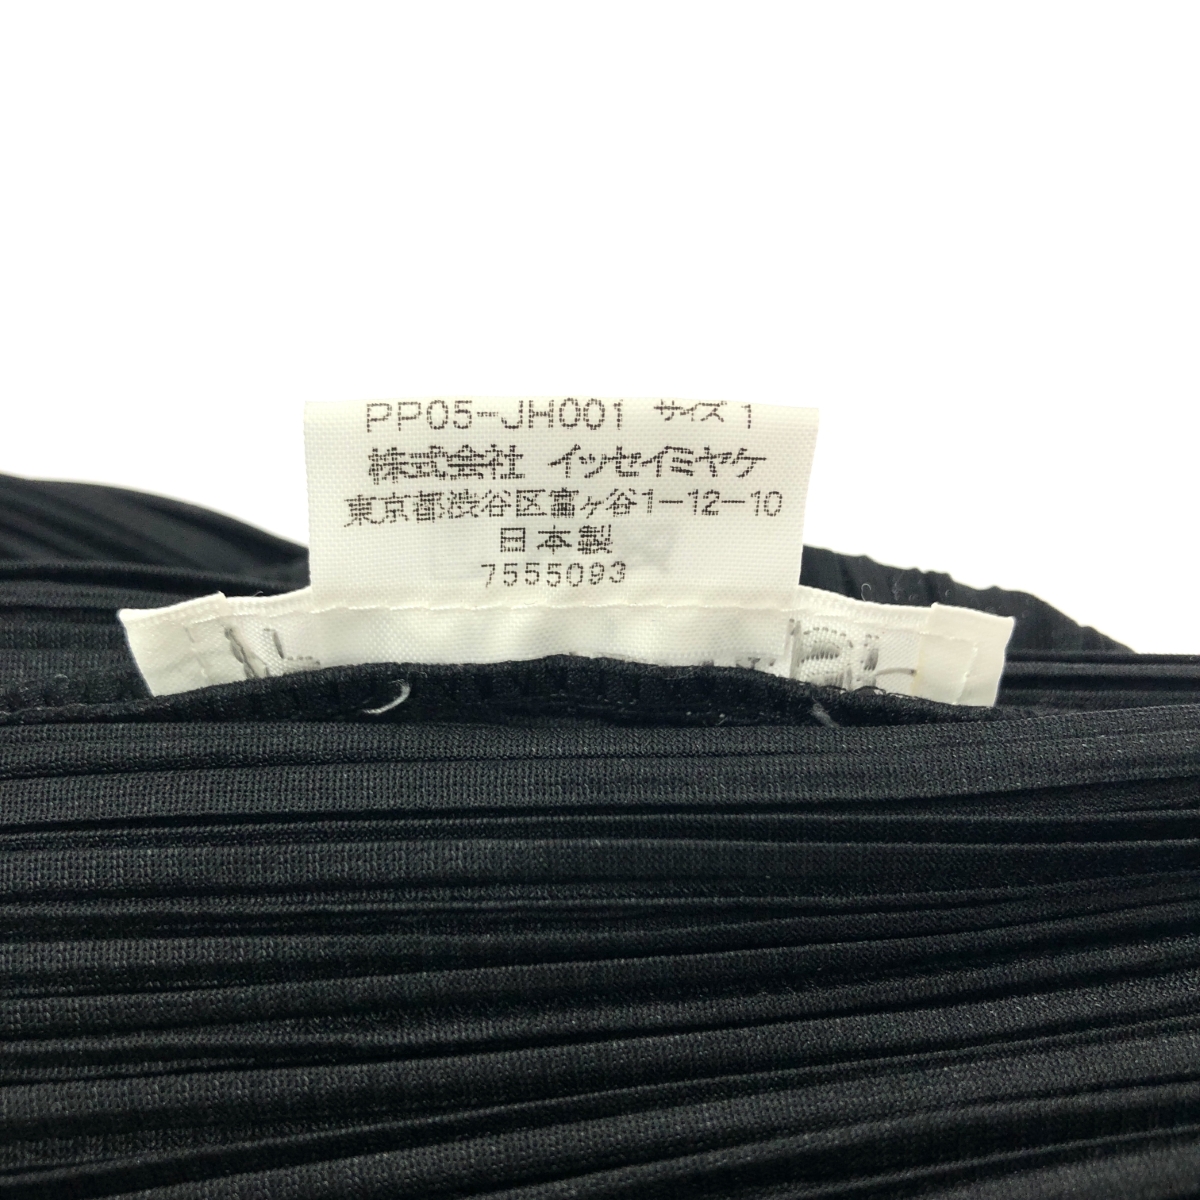 PP05-JH001 サイズ 1
株式会社 イッセイミヤケ
東京都渋谷区富ヶ谷1-12-10
日本製
7555093